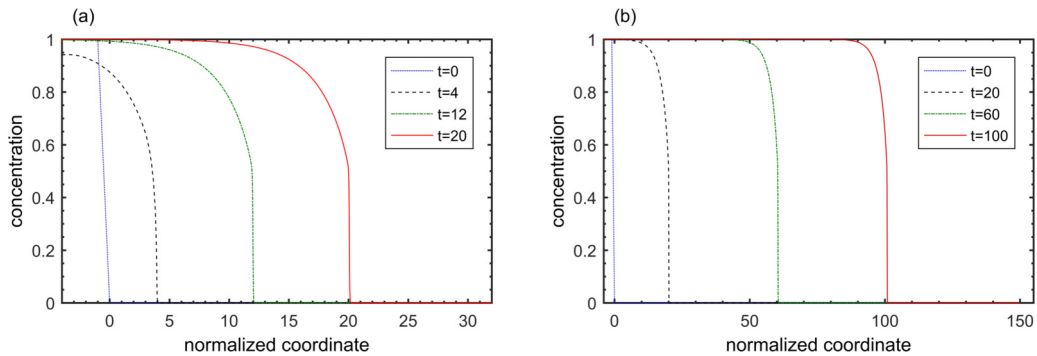 (a)
1
0.8
0.6
0.4
0.2
0
concentration
t=0
t=4
t=12
t=20
0 5 10 15 20 25 30
normalized coordinate
(b)
1
0.8
0.6
0.4
0.2
0
concentration
t=0
t=20
t=60
t=100
0 50 100 150
normalized coordinate